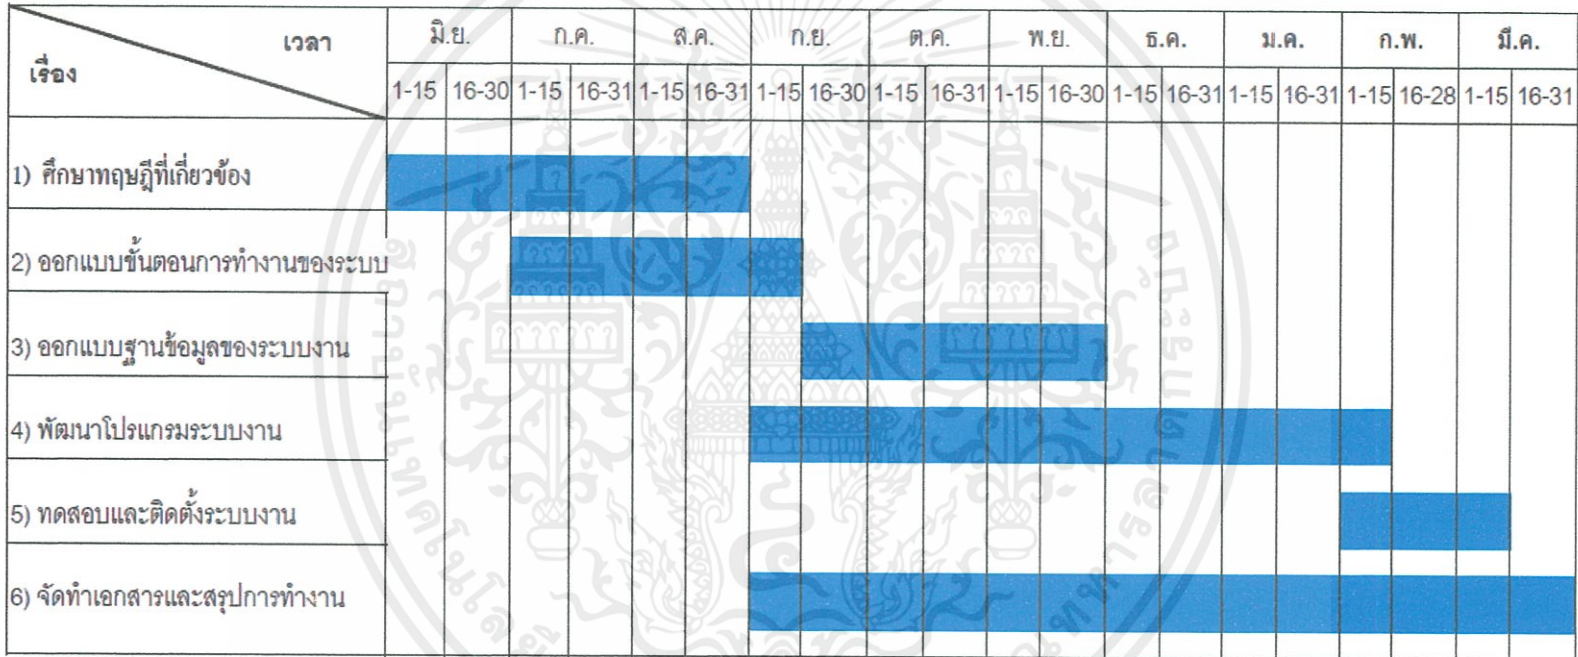 เวลา
เรื่อง
มิ.ย. ก.ค. ส.ค. ก.ย. ต.ค. พ.ย. ธ.ค. ม.ค. ก.พ. มี.ค.
1-15 16-30 1-15 16-31 1-15 16-31 1-15 16-30 1-15 16-31 1-15 16-30 1-15 16-31 1-15 16-31 1-15 16-28 1-15 16-31
1) ศึกษาทฤษฎีที่เกี่ยวข้อง
2) ออกแบบขั้นตอนการทำงานของระบบ
3) ออกแบบฐานข้อมูลของระบบงาน
4) พัฒนาโปรแกรมระบบงาน
5) ทดสอบและติดตั้งระบบงาน
6) จัดทำเอกสารและสรุปการทำงาน